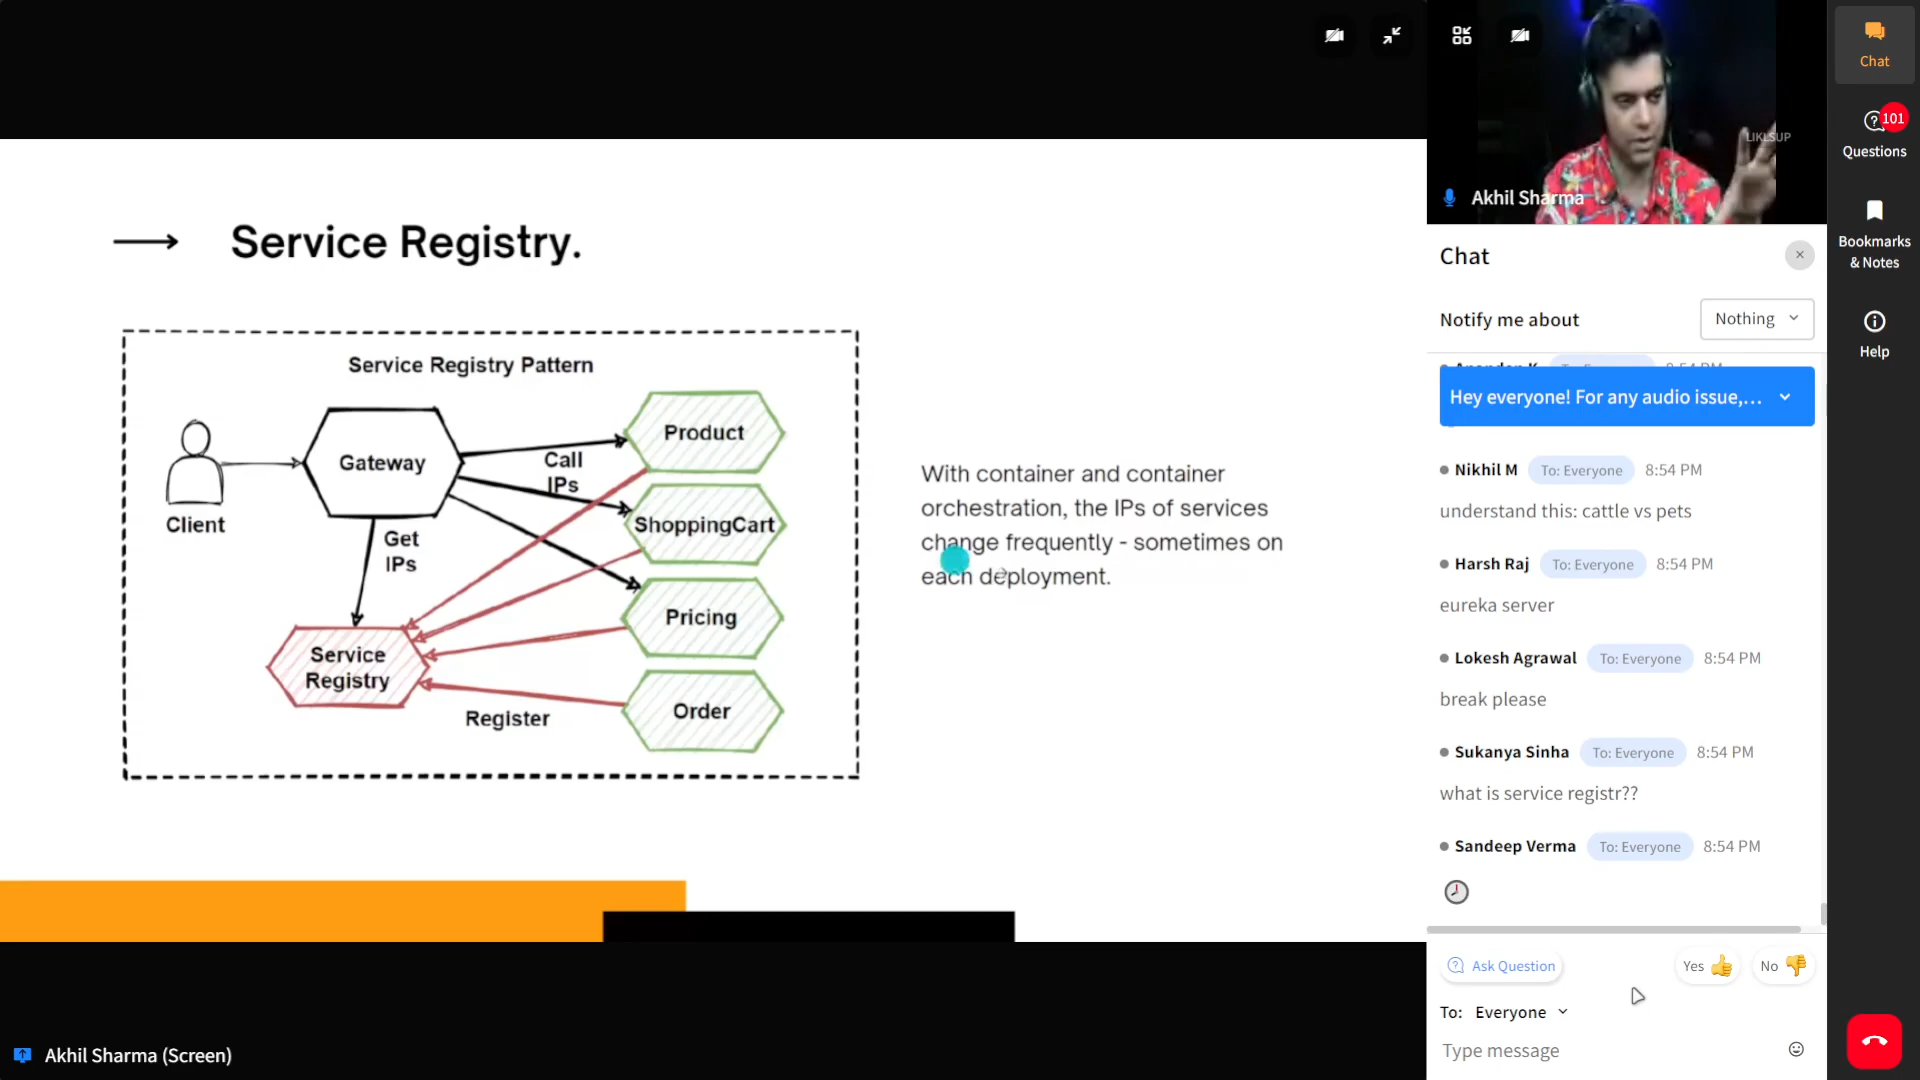 Service Registry.
Service Registry Pattern
Client
Gateway
Call
IPs
Get
IPs
Product
ShoppingCart
Pricing
Order
Service
Registry
Register
With container and container
orchestration, the IPs of services
change frequently - sometimes on
each deployment.
Akhil Sharma (Screen)
LIKLSUP
Akhil Sharma
Chat
Notify me about
Nothing
8:54 PM
Hey everyone! For any audio issue,...
Nikhil M To: Everyone 8:54 PM
understand this: cattle vs pets
Harsh Raj To: Everyone 8:54 PM
eureka server
Lokesh Agrawal To: Everyone 8:54 PM
break please
Sukanya Sinha To: Everyone 8:54 PM
what is service registr??
Sandeep Verma To: Everyone 8:54 PM
Ask Question
Yes
No
To: Everyone
Type message
Chat
101
Questions
Bookmarks
& Notes
Help